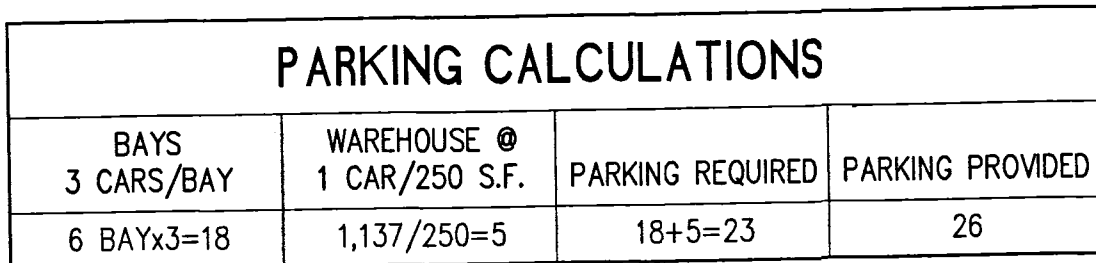 PARKING CALCULATIONS
BAYS
3 CARS/BAY
WAREHOUSE @
1 CAR/250 S.F.
PARKING REQUIRED
PARKING PROVIDED
6 BAYx3=18
1,137/250=5
18+5=23
26